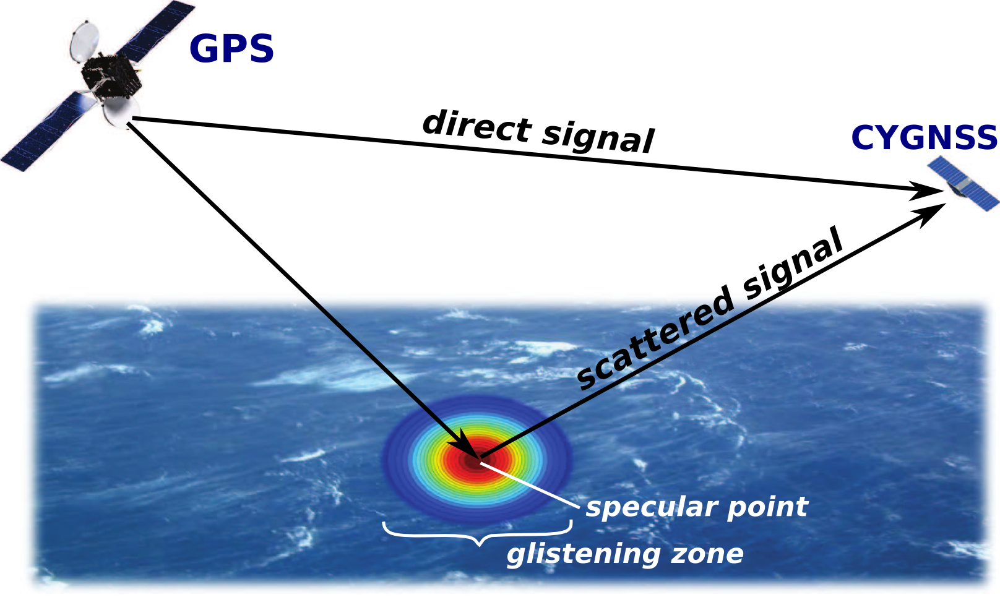 GPS
direct signal
CYGNSS
scattered signal
specular point
glistening zone